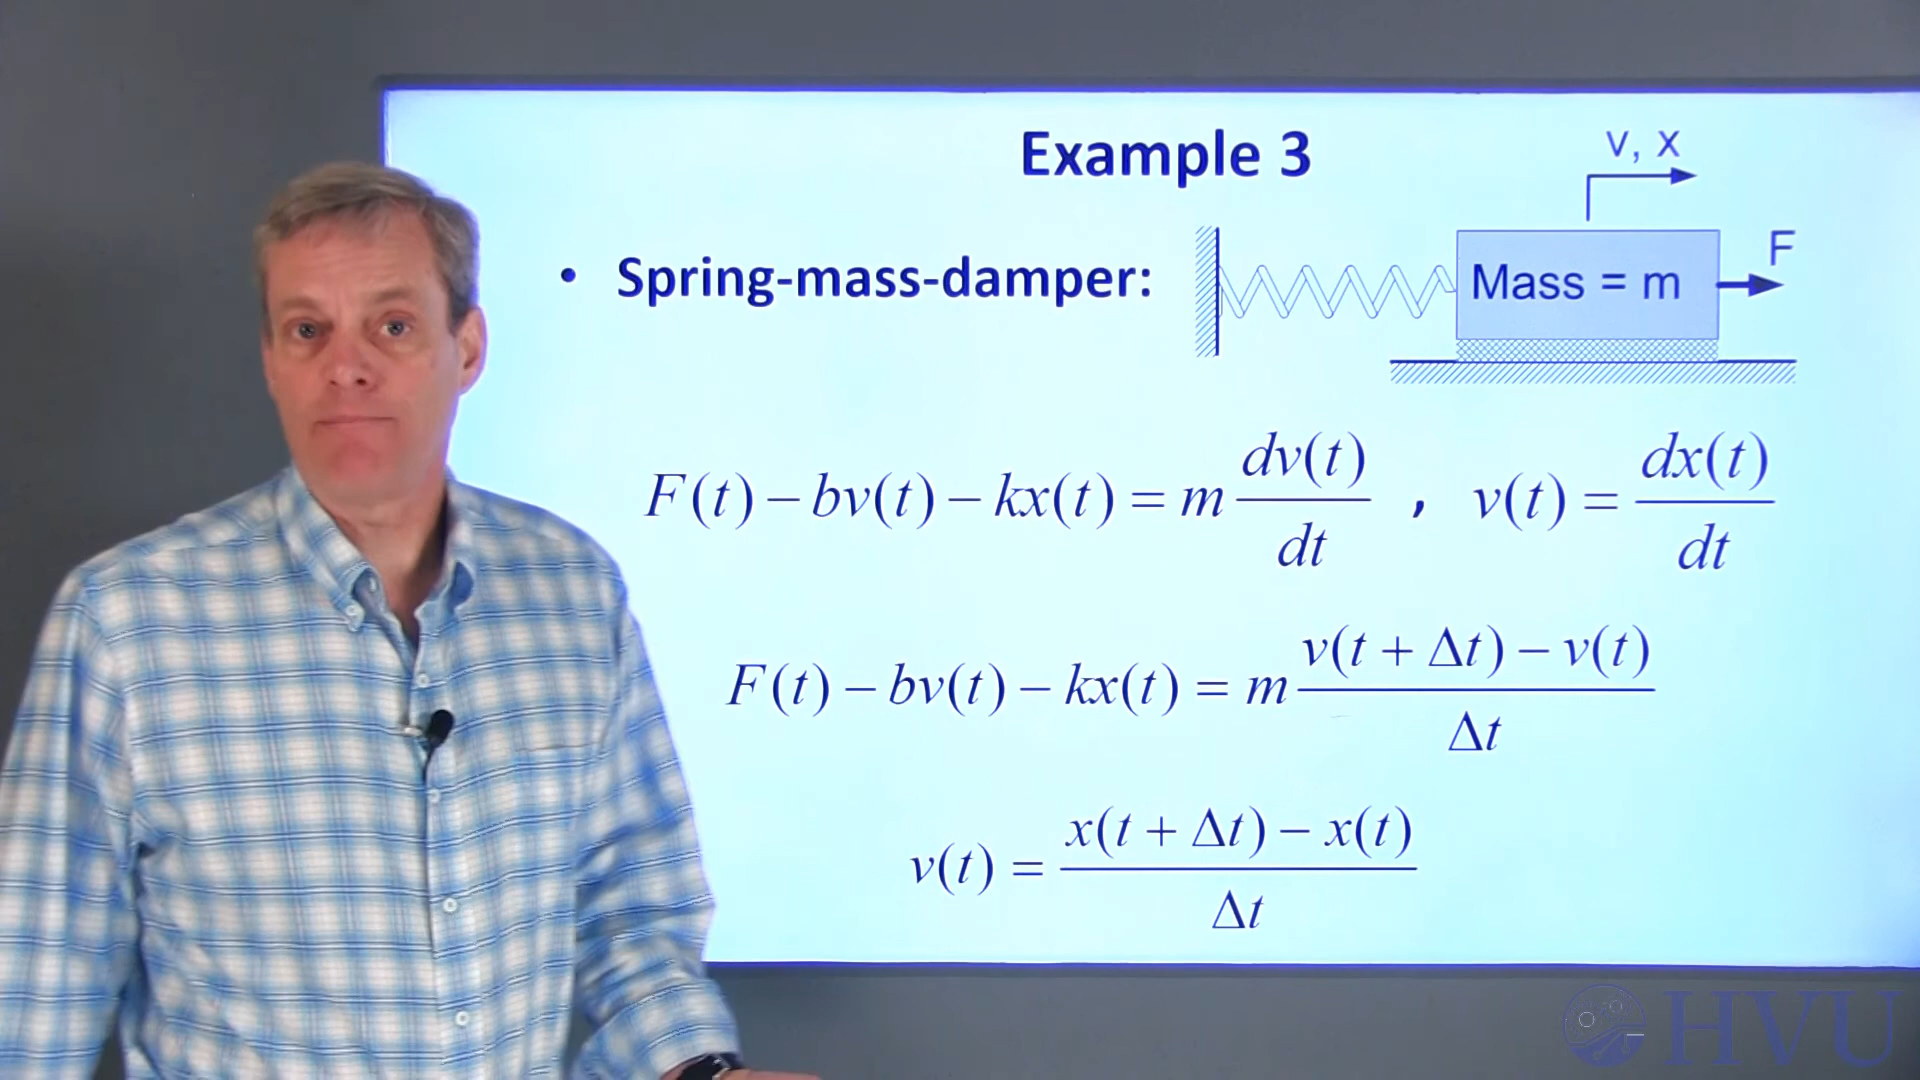 Example 3
v, x
F
• Spring-mass-damper:
Mass = m
F(t) − bv(t) − kx(t) = m dv(t)/dt , v(t) = dx(t)/dt
F(t) − bv(t) − kx(t) = m (v(t + Δt) − v(t))/Δt
v(t) = (x(t + Δt) − x(t))/Δt
HVU